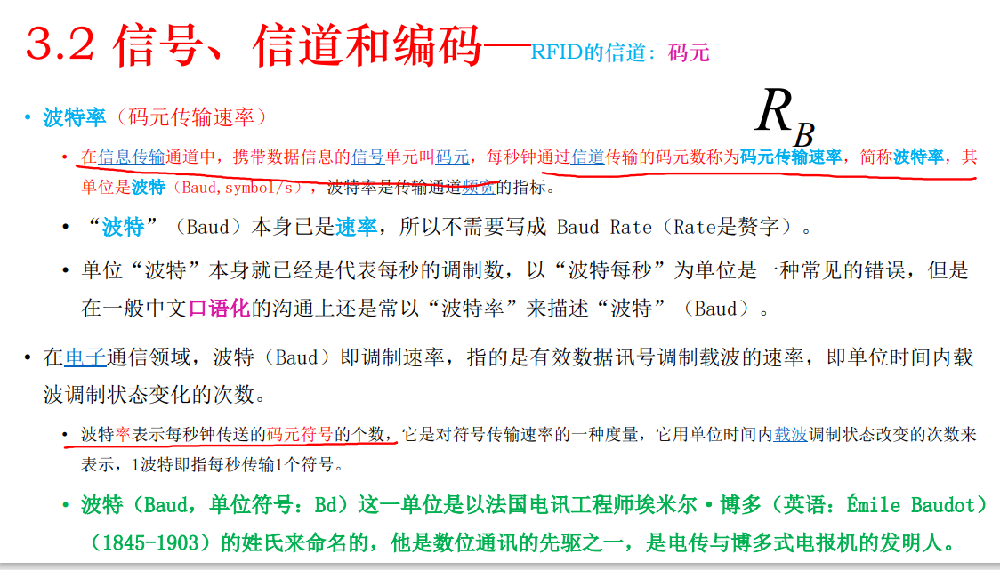 3.2 信号、信道和编码——RFID的信道：码元
R_B
• 波特率（码元传输速率）
• 在信息传输通道中，携带数据信息的信号单元叫码元，每秒钟通过信道传输的码元数称为码元传输速率，简称波特率，其
单位是波特（Baud,symbol/s），波特率是传输通道频宽的指标。
• “波特”（Baud）本身已是速率，所以不需要写成 Baud Rate（Rate是赘字）。
• 单位“波特”本身就已经是代表每秒的调制数，以“波特每秒”为单位是一种常见的错误，但是
在一般中文口语化的沟通上还是常以“波特率”来描述“波特”（Baud）。
• 在电子通信领域，波特（Baud）即调制速率，指的是有效数据讯号调制载波的速率，即单位时间内载
波调制状态变化的次数。
• 波特率表示每秒钟传送的码元符号的个数，它是对符号传输速率的一种度量，它用单位时间内载波调制状态改变的次数来
表示，1波特即指每秒传输1个符号。
• 波特（Baud，单位符号：Bd）这一单位是以法国电讯工程师埃米尔·博多（英语：Émile Baudot）
（1845-1903）的姓氏来命名的，他是数位通讯的先驱之一，是电传与博多式电报机的发明人。